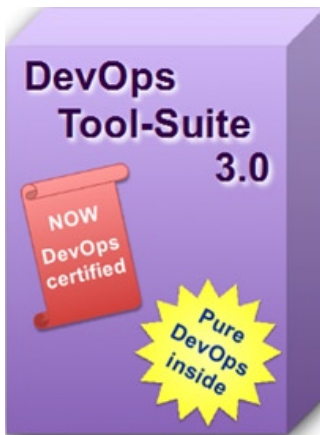 DevOps
Tool-Suite
3.0
NOW
DevOps
certified
Pure
DevOps
inside